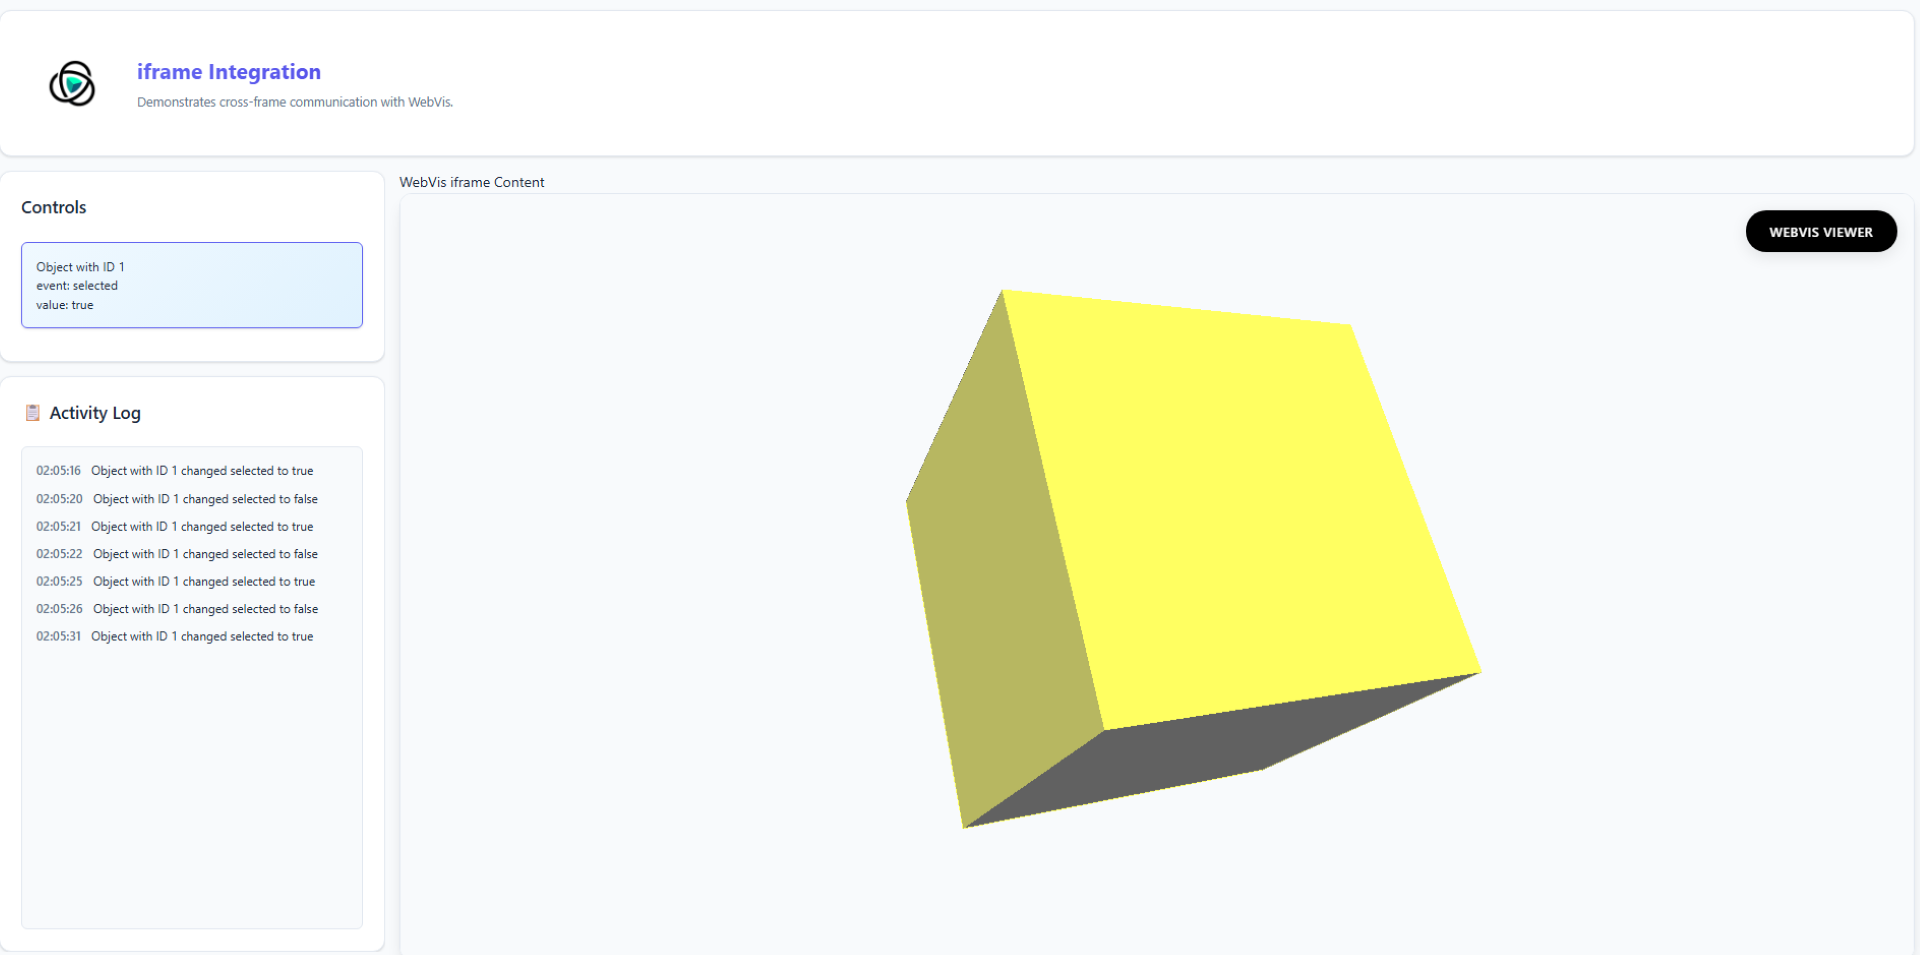 iframe Integration
Demonstrates cross-frame communication with WebVis.
Controls
Object with ID 1
event: selected
value: true
Activity Log
02:05:16 Object with ID 1 changed selected to true
02:05:20 Object with ID 1 changed selected to false
02:05:21 Object with ID 1 changed selected to true
02:05:22 Object with ID 1 changed selected to false
02:05:25 Object with ID 1 changed selected to true
02:05:26 Object with ID 1 changed selected to false
02:05:31 Object with ID 1 changed selected to true
WebVis iframe Content
WEBVIS VIEWER